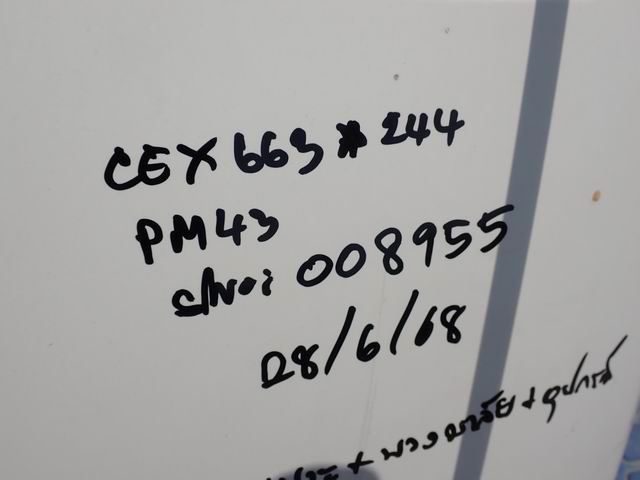 CEX 663 * 244
PM43
S/No: 008955
28/6/68
+ พวงมาลัย + อุปกรณ์